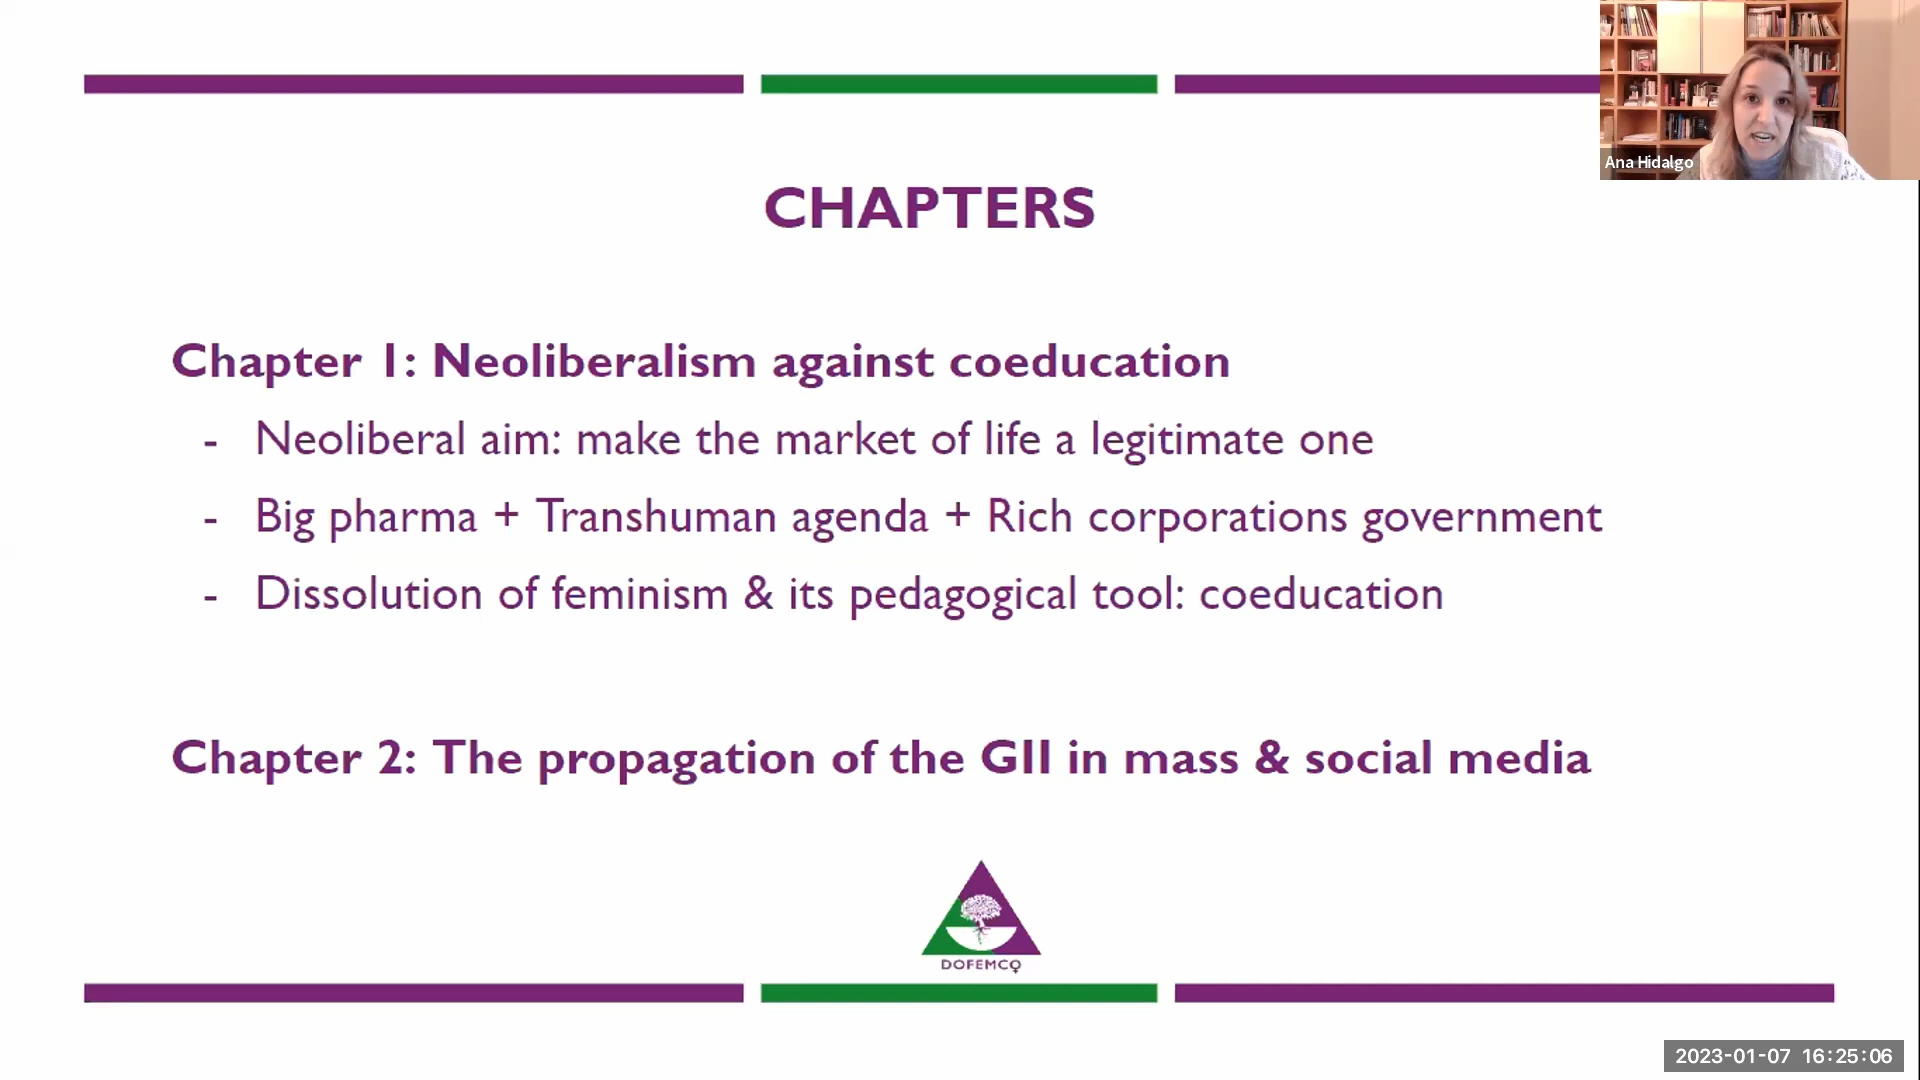 Ana Hidalgo
CHAPTERS
Chapter 1: Neoliberalism against coeducation
- Neoliberal aim: make the market of life a legitimate one
- Big pharma + Transhuman agenda + Rich corporations government
- Dissolution of feminism & its pedagogical tool: coeducation
Chapter 2: The propagation of the GII in mass & social media
DOFEMCO
2023-01-07 16:25:06